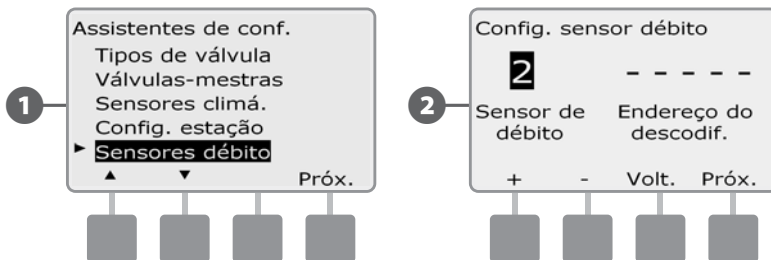 1
Assistentes de conf.
Tipos de válvula
Válvulas-mestras
Sensores climá.
Config. estação
Sensores débito
Próx.
2
Config. sensor débito
2 - - - - -
Sensor de débito
Endereço do descodif.
+ - Volt. Próx.